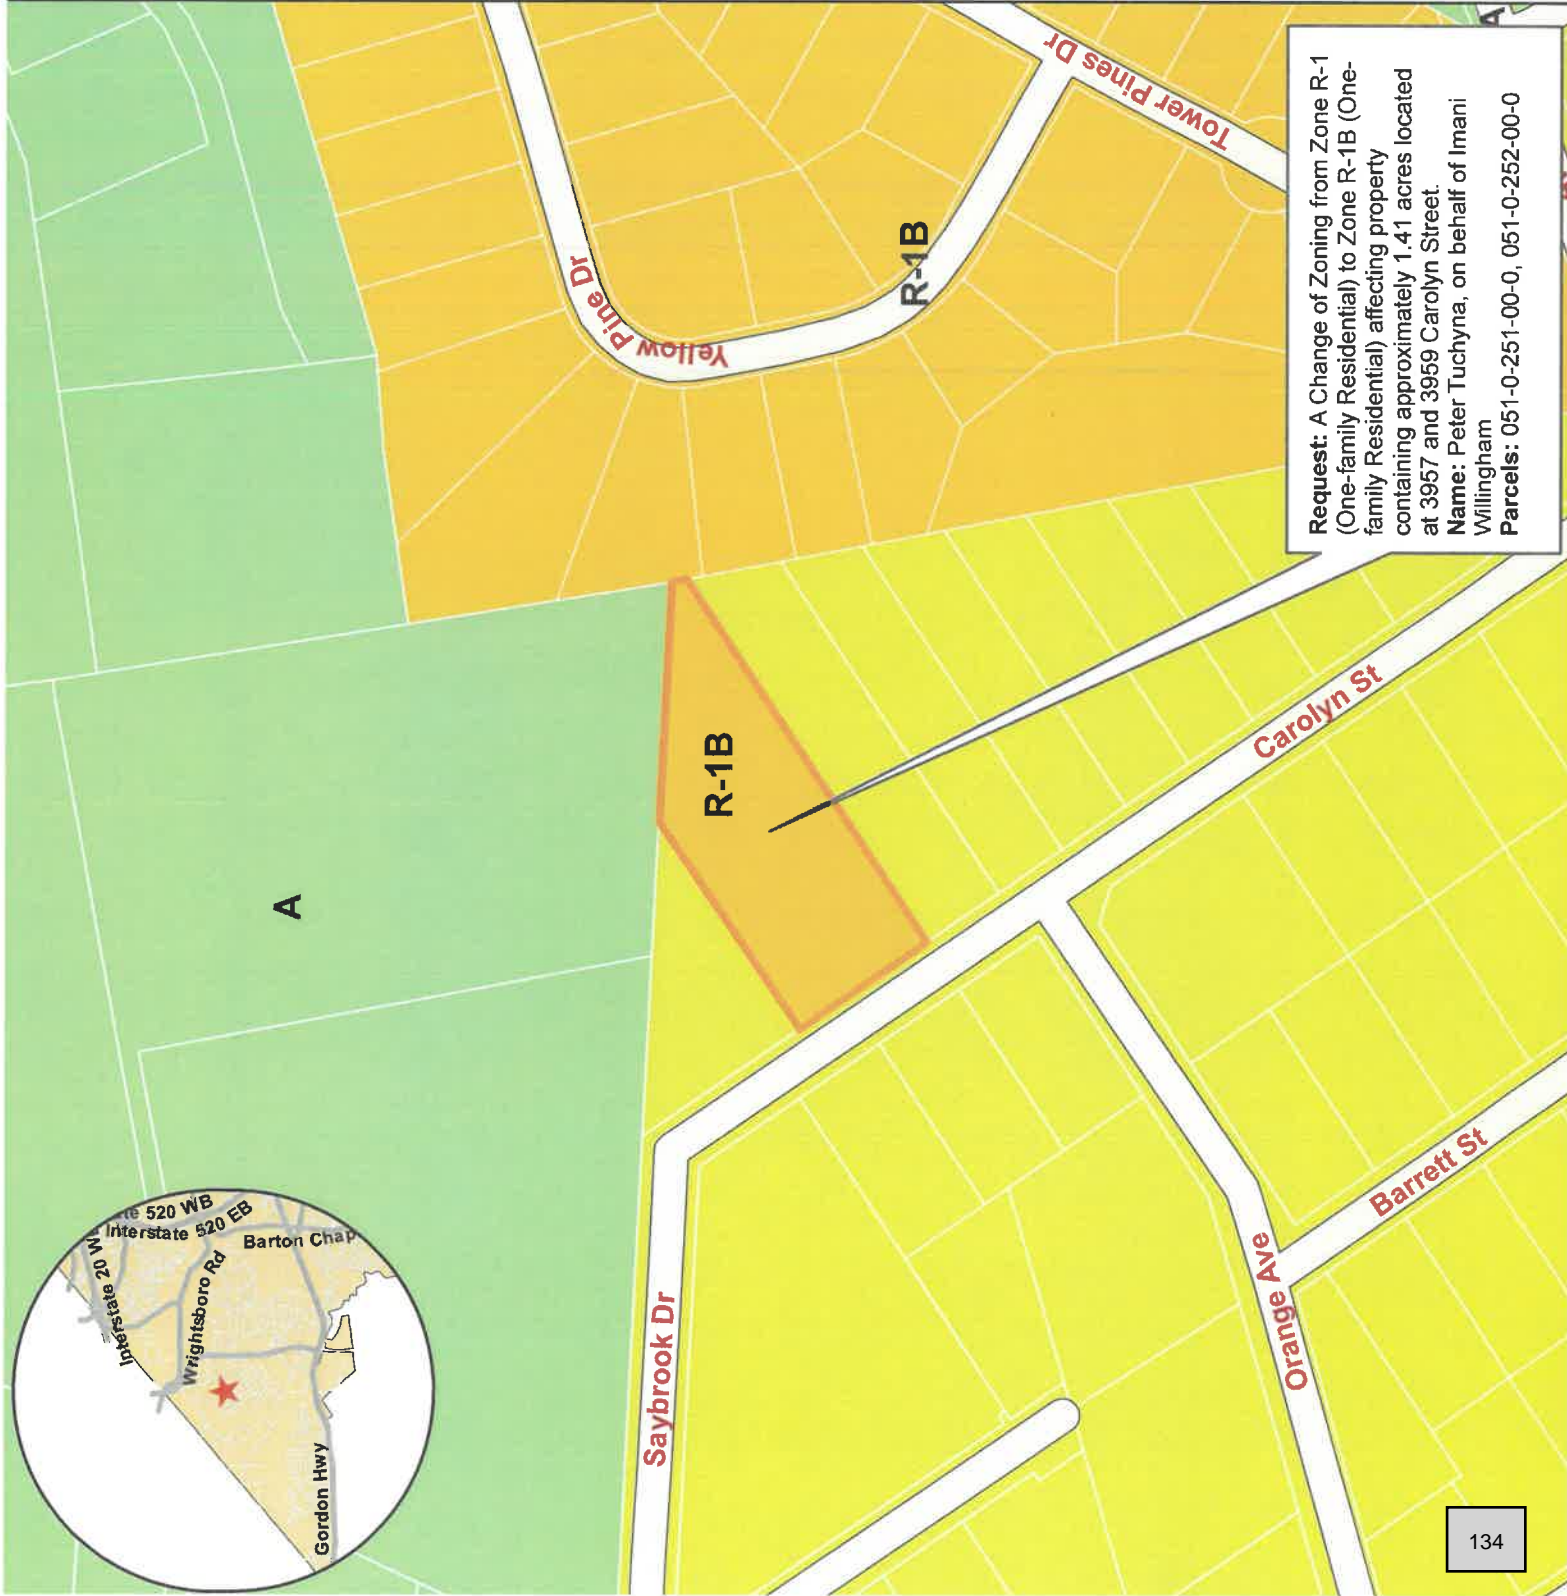 A
R-1B
R-1B
A
Yellow Pine Dr
Tower Pines Dr
Carolyn St
Saybrook Dr
Orange Ave
Barrett St
Interstate 20 W
520 WB
Interstate 520 EB
Barton Chap
Wrightsboro Rd
Gordon Hwy
Request: A Change of Zoning from Zone R-1
(One-family Residential) to Zone R-1B (One-
family Residential) affecting property
containing approximately 1.41 acres located
at 3957 and 3959 Carolyn Street.
Name: Peter Tuchyna, on behalf of Imani
Willingham
Parcels: 051-0-251-00-0, 051-0-252-00-0
134